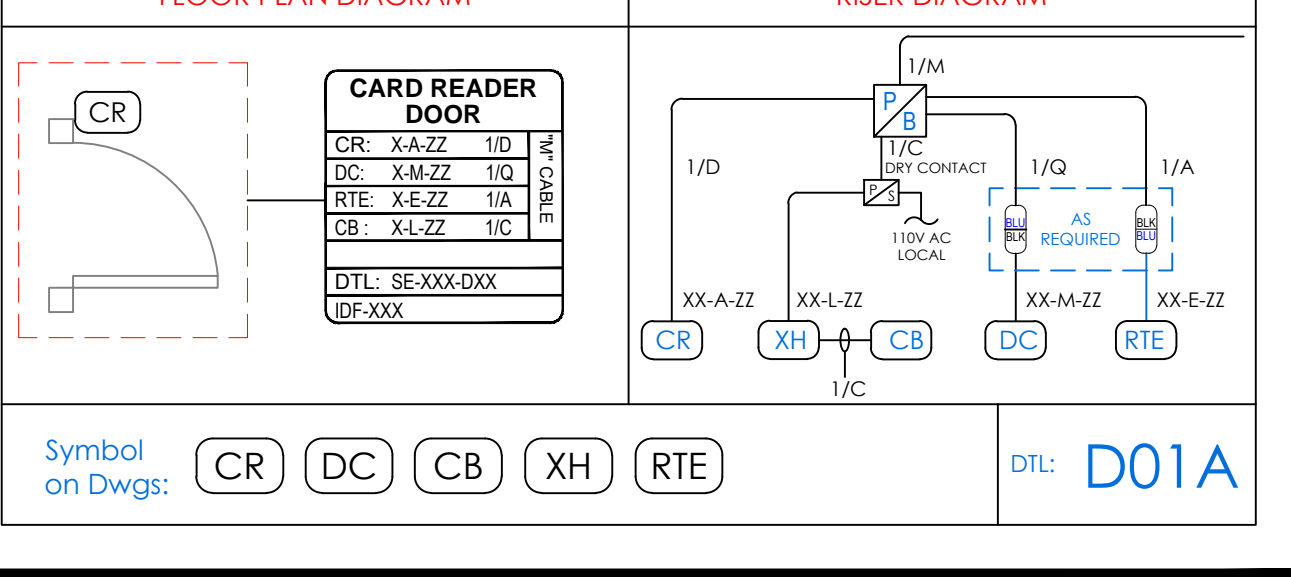 FLOOR PLAN DIAGRAM
RISER DIAGRAM
CR
CARD READER
DOOR
CR: X-A-ZZ 1/D
DC: X-M-ZZ 1/Q
RTE: X-E-ZZ 1/A
CB : X-L-ZZ 1/C
"M" CABLE
DTL: SE-XXX-DXX
IDF-XXX
1/M
P
B
1/C
DRY CONTACT
1/D
1/Q
1/A
P
S
110V AC
LOCAL
BLU
BLK
AS
REQUIRED
BLK
BLU
XX-A-ZZ
XX-L-ZZ
XX-M-ZZ
XX-E-ZZ
CR
XH
CB
DC
RTE
1/C
Symbol
on Dwgs:
CR
DC
CB
XH
RTE
DTL:
D01A